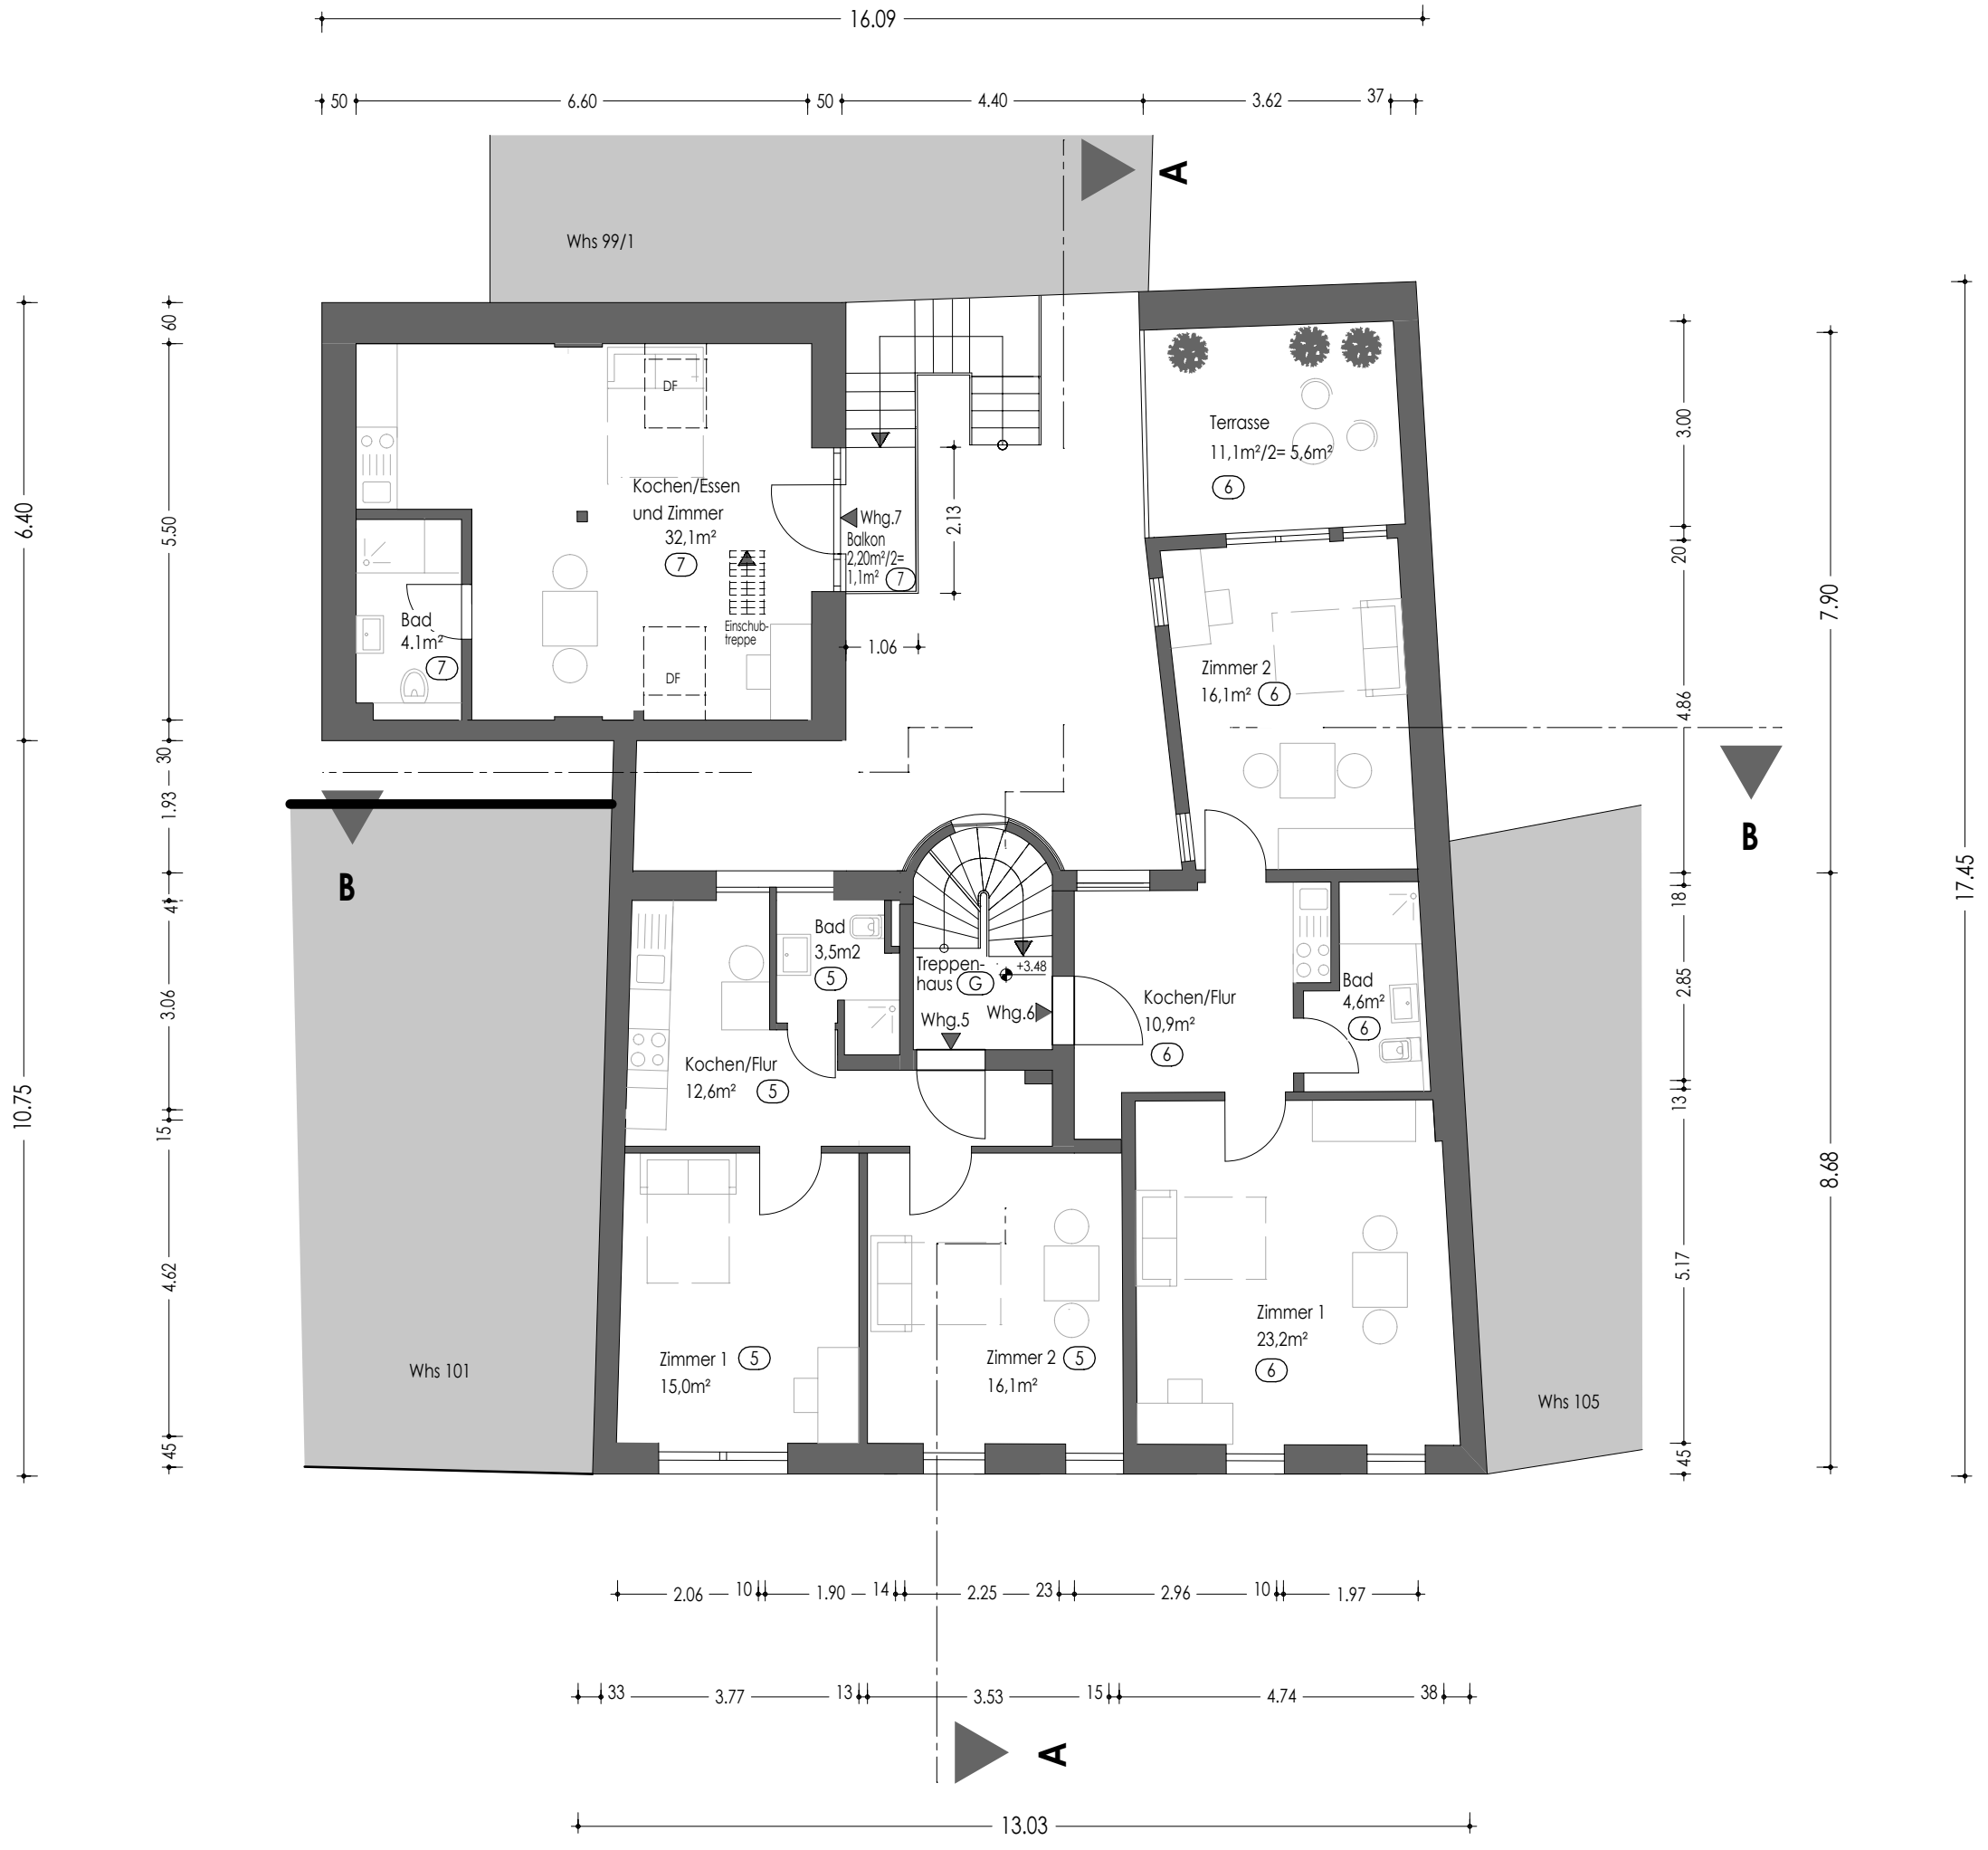 16.09
50
6.60
50
4.40
3.62
37
A
Whs 99/1
60
5.50
6.40
30
1.93
4
3.06
15
4.62
45
10.75
DF
Kochen/Essen
und Zimmer
32,1m²
7
Einschub-
treppe
DF
Bad
4.1m²
7
Whg.7
Balkon
2,20m²/2=
1,1m²
7
2.13
1.06
Terrasse
11,1m²/2= 5,6m²
6
Zimmer 2
16,1m²
6
3.00
20
4.86
7.90
18
2.85
13
5.17
45
8.68
17.45
B
B
Bad
3,5m2
5
Treppen-
haus
G
+3.48
Whg.5
Whg.6
Kochen/Flur
10,9m²
6
Bad
4,6m²
6
Kochen/Flur
12,6m²
5
Zimmer 1
5
15,0m²
Zimmer 2
5
16,1m²
Zimmer 1
23,2m²
6
Whs 101
Whs 105
2.06
10
1.90
14
2.25
23
2.96
10
1.97
33
3.77
13
3.53
15
4.74
38
A
13.03